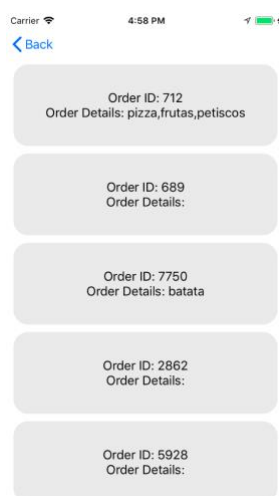 Carrier
4:58 PM
Back
Order ID: 712
Order Details: pizza,frutas,petiscos
Order ID: 689
Order Details:
Order ID: 7750
Order Details: batata
Order ID: 2862
Order Details:
Order ID: 5928
Order Details: